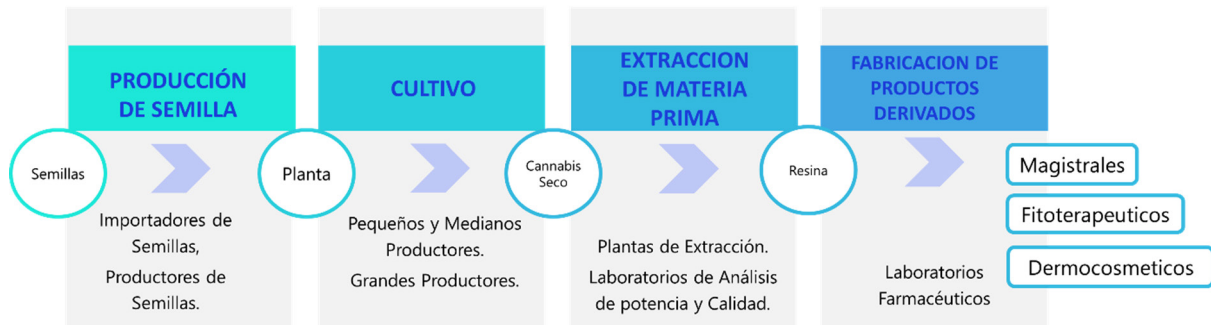 PRODUCCIÓN
DE SEMILLA
CULTIVO
EXTRACCION
DE MATERIA
PRIMA
FABRICACION DE
PRODUCTOS
DERIVADOS
Semillas
Planta
Cannabis
Seco
Resina
Magistrales
Fitoterapeuticos
Dermocosmeticos
Importadores de
Semillas,
Productores de
Semillas.
Pequeños y Medianos
Productores.
Grandes Productores.
Plantas de Extracción.
Laboratorios de Análisis
de potencia y Calidad.
Laboratorios
Farmacéuticos